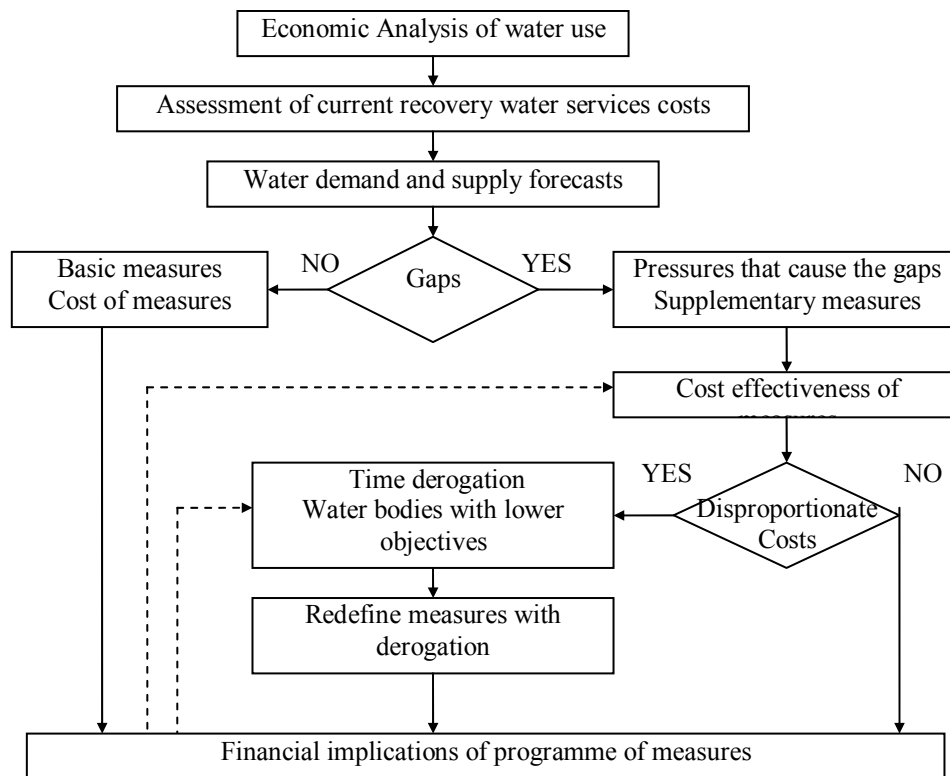 Economic Analysis of water use
Assessment of current recovery water services costs
Water demand and supply forecasts
NO
Gaps
YES
Basic measures
Cost of measures
Pressures that cause the gaps
Supplementary measures
Cost effectiveness of
Time derogation
Water bodies with lower
objectives
YES
NO
Disproportionate
Costs
Redefine measures with
derogation
Financial implications of programme of measures